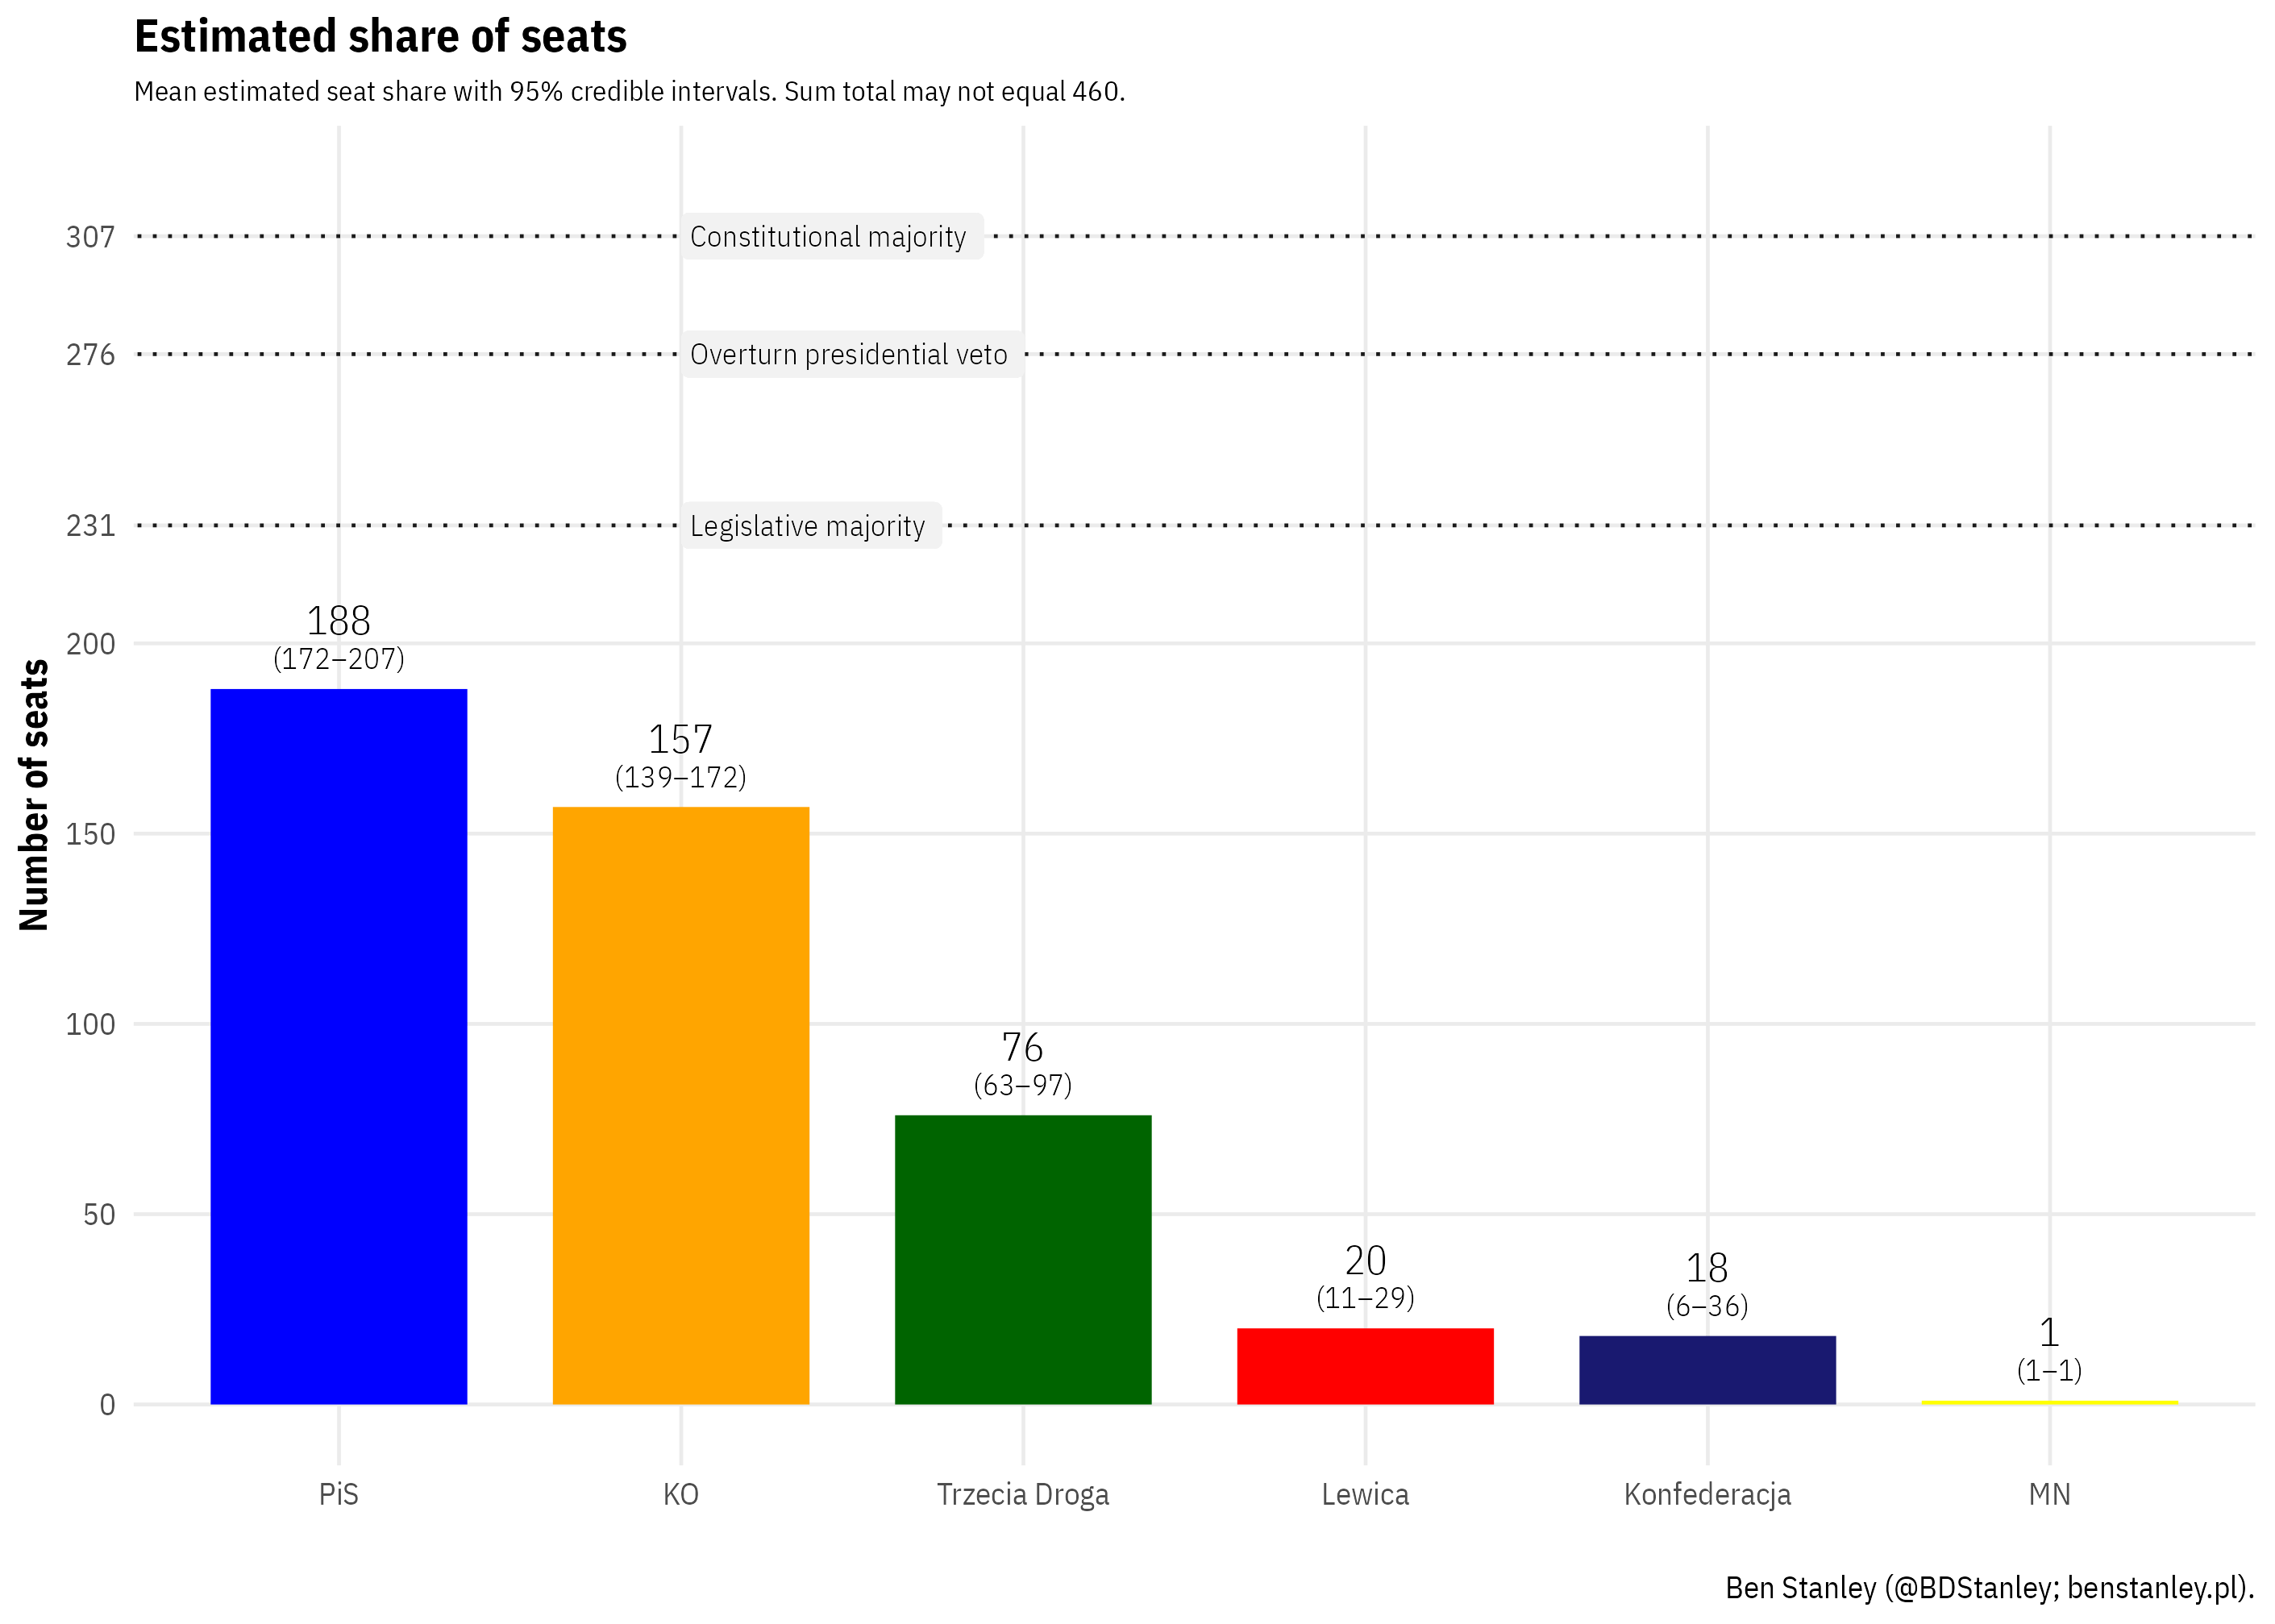 Estimated share of seats
Mean estimated seat share with 95% credible intervals. Sum total may not equal 460.
Number of seats
307
276
231
200
150
100
50
0
Constitutional majority
Overturn presidential veto
Legislative majority
188
(172–207)
157
(139–172)
76
(63–97)
20
(11–29)
18
(6–36)
1
(1–1)
PiS
KO
Trzecia Droga
Lewica
Konfederacja
MN
Ben Stanley (@BDStanley; benstanley.pl).